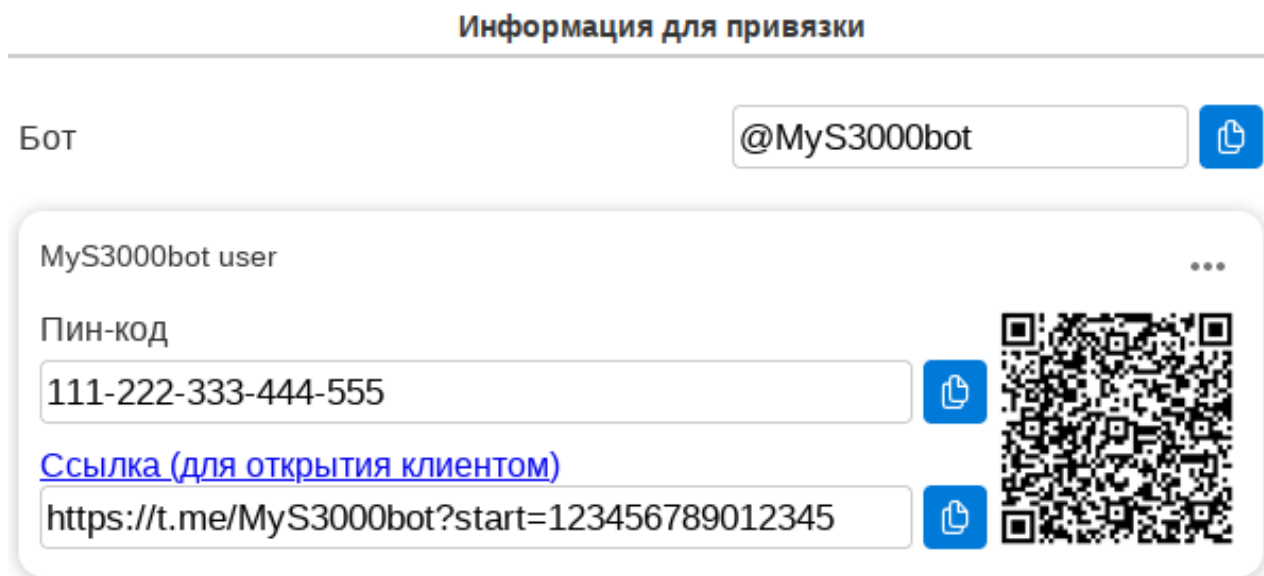 Информация для привязки
Бот
@MyS3000bot
MyS3000bot user
Пин-код
111-222-333-444-555
Ссылка (для открытия клиентом)
https://t.me/MyS3000bot?start=123456789012345